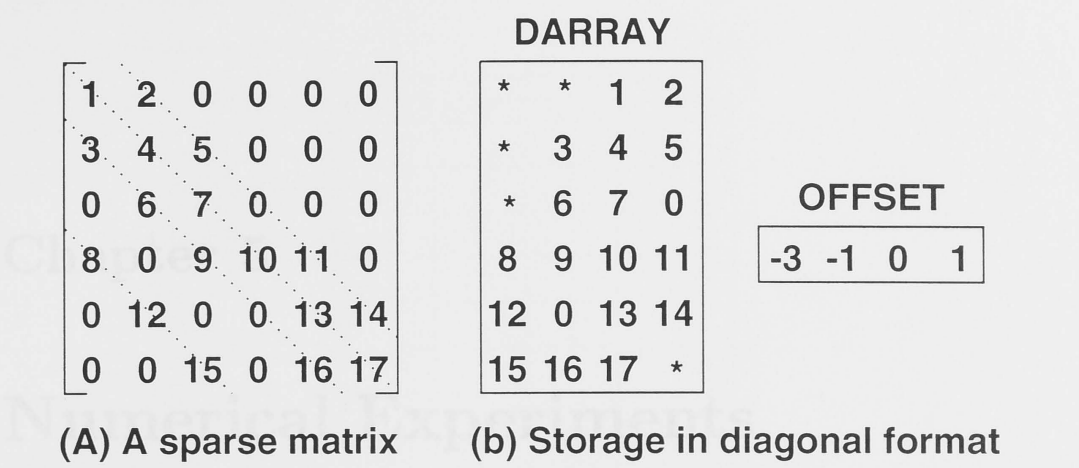 DARRAY
1 2 0 0 0 0
3 4 5 0 0 0
0 6 7 0 0 0
8 0 9 10 11 0
0 12 0 0 13 14
0 0 15 0 16 17
* * 1 2
* 3 4 5
* 6 7 0
8 9 10 11
12 0 13 14
15 16 17 *
OFFSET
-3 -1 0 1
(A) A sparse matrix
(b) Storage in diagonal format
Chapter
Numerical Experiments